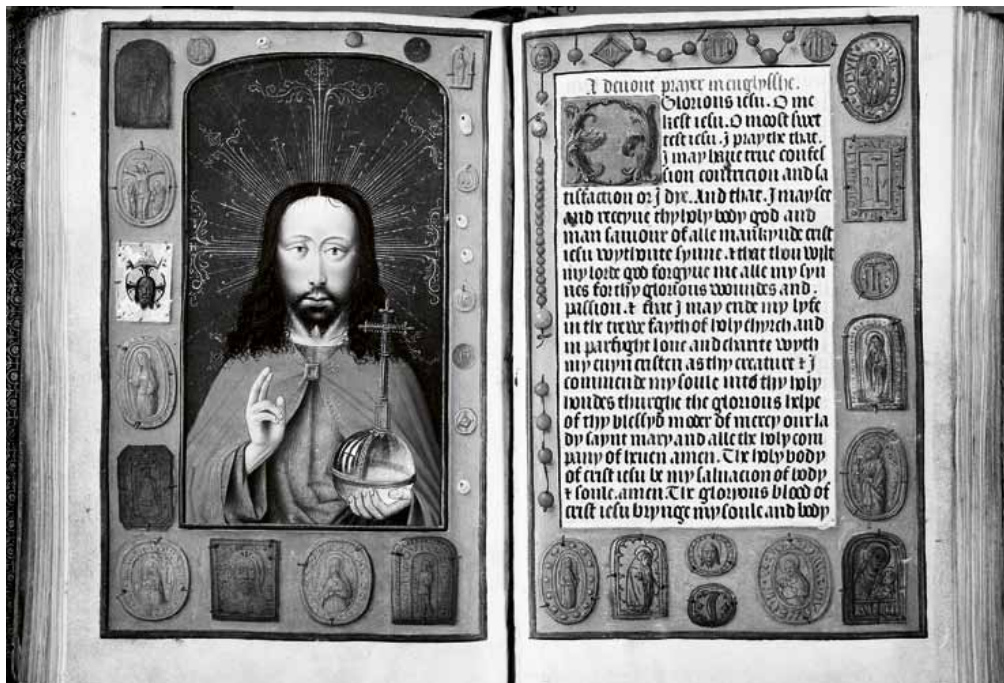 A deuout prayer in englysshe.
O Glorious iesu. O me
kest iesu. O moost swet
test iesu. I pray the that.
I may haue true confes
sion contricion and sa
tisfaction or I dye. And that. I may se
and receyue thy holy body god and
man sauiour of alle mankynde crist
iesu wythoute synne. & that thou wilt
my lorde god forgyue me alle my syn
nes for thy glorious woundes and.
passion. & that I may ende my lyfe
in the trewe fayth of holy chyrch and
in parfight loue and charite wyth
my euyn cristen as thy creature & I
commende my soule into thy holy
hondes thurghe the glorious helpe
of thy blessyd moder of mercy our la
dy saynt mary and alle the holy com
pany of heuen amen. The holy body
of crist iesu be my saluacion of body
& soule. amen. The gloryous blood of
crist iesu brynge my soule and body